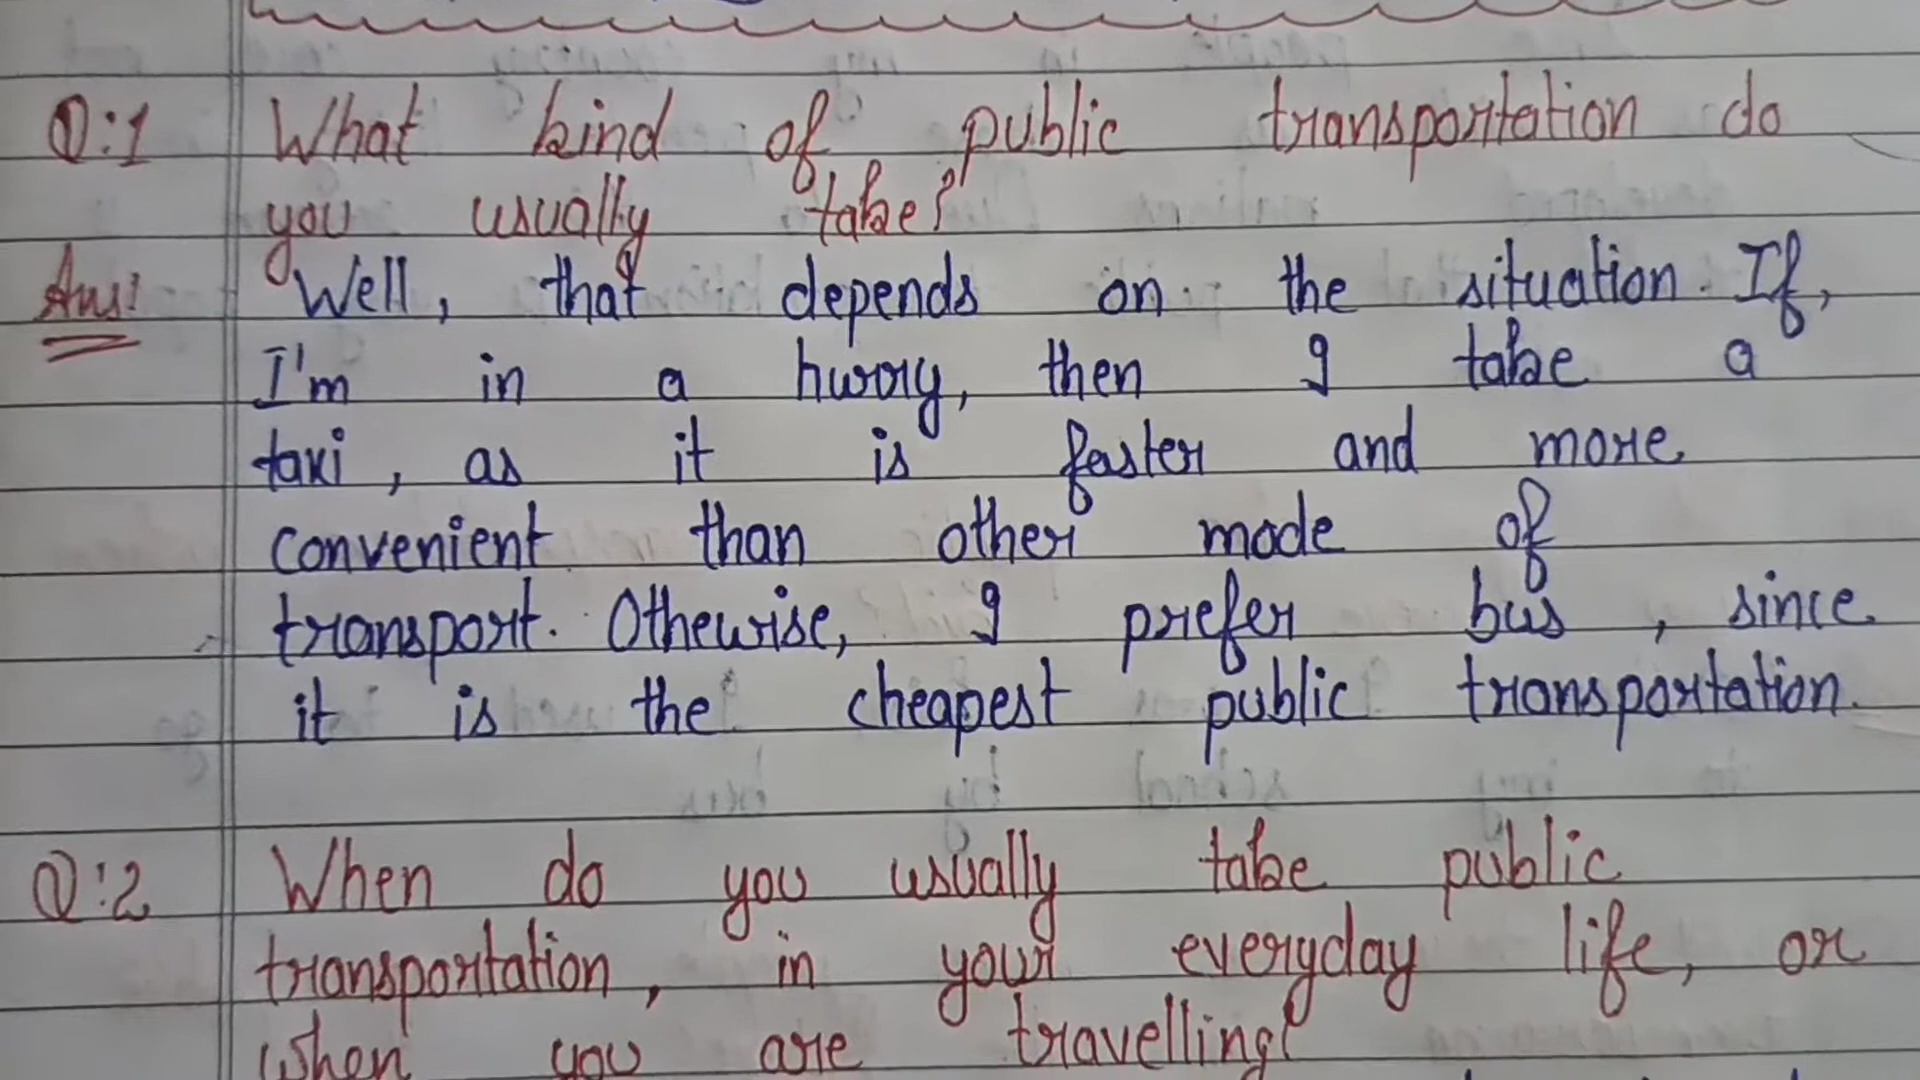 Q:1 What kind of public transportation do
you usually take?
Ans: Well, that depends on the situation. If,
I'm in a hurry, then I take a
taxi, as it is faster and more
convenient than other mode of
transport. Othewise, I prefer bus, since
it is the cheapest public transportation.
Q:2 When do you usually take public
transportation, in your everyday life, or
when you are travelling?